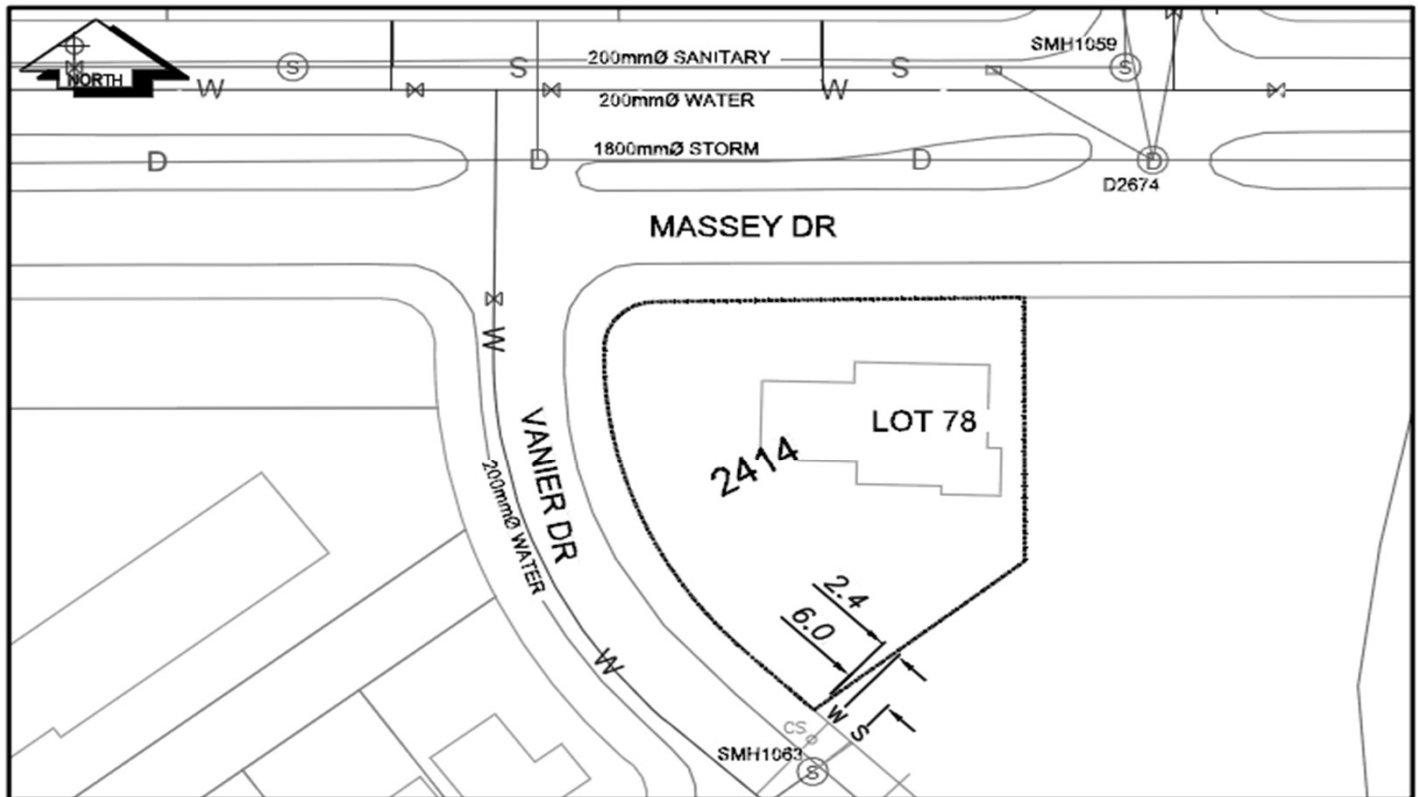 SMH1059
S
S
200mmØ SANITARY
S
S
NORTH
W
200mmØ WATER
W
D
D
1800mmØ STORM
D
D
D2674
MASSEY DR
W
VANIER DR
200mmØ WATER
LOT 78
2414
2.4
6.0
W
W
S
CS
SMH1063
S